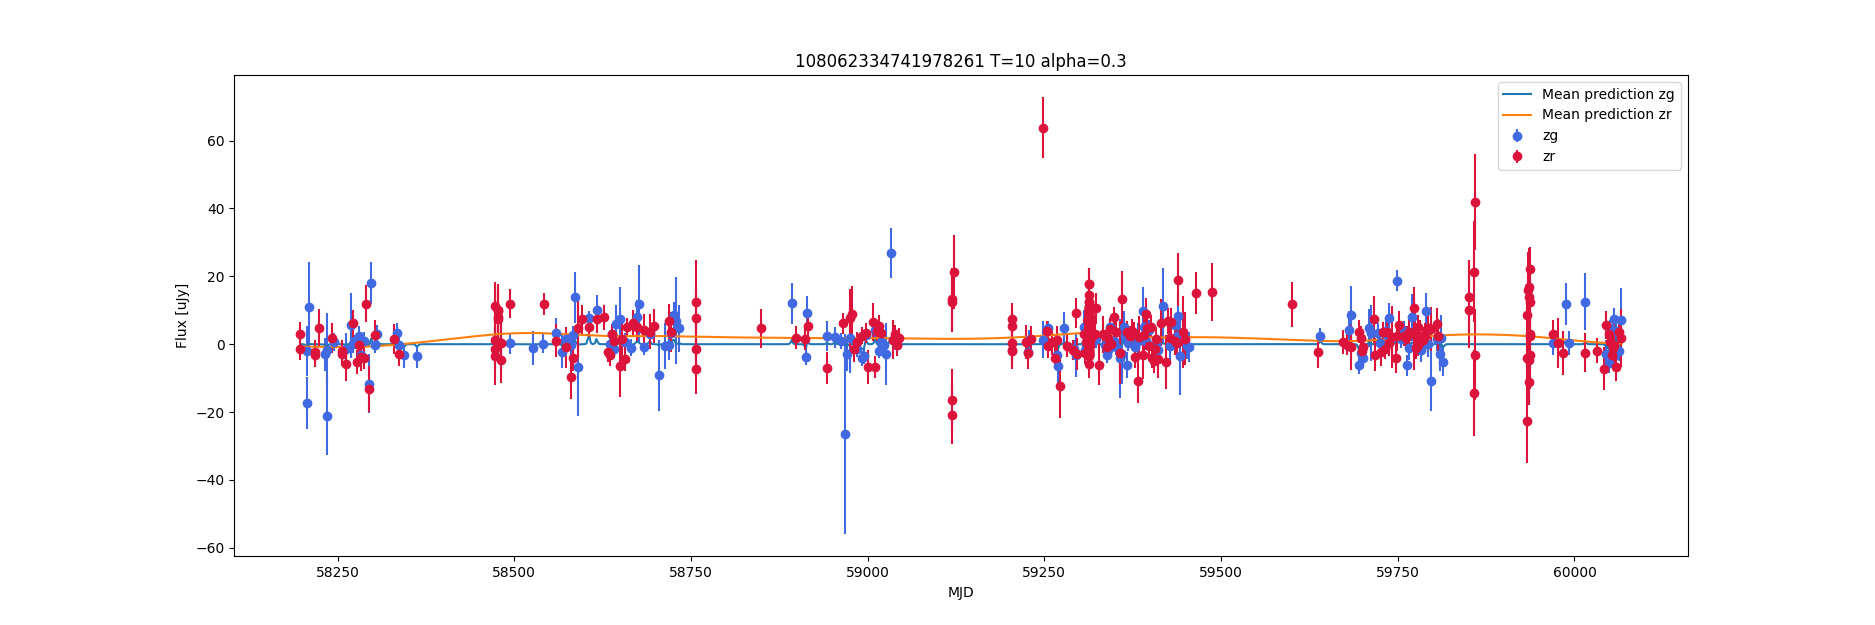 108062334741978261 T=10 alpha=0.3
Mean prediction zg
Mean prediction zr
zg
zr
Flux [uJy]
60
40
20
0
−20
−40
−60
58250 58500 58750 59000 59250 59500 59750 60000
MJD